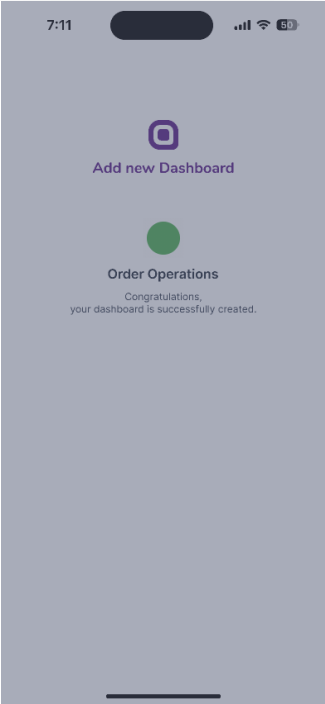 7:11
50
Add new Dashboard
Order Operations
Congratulations,
your dashboard is successfully created.